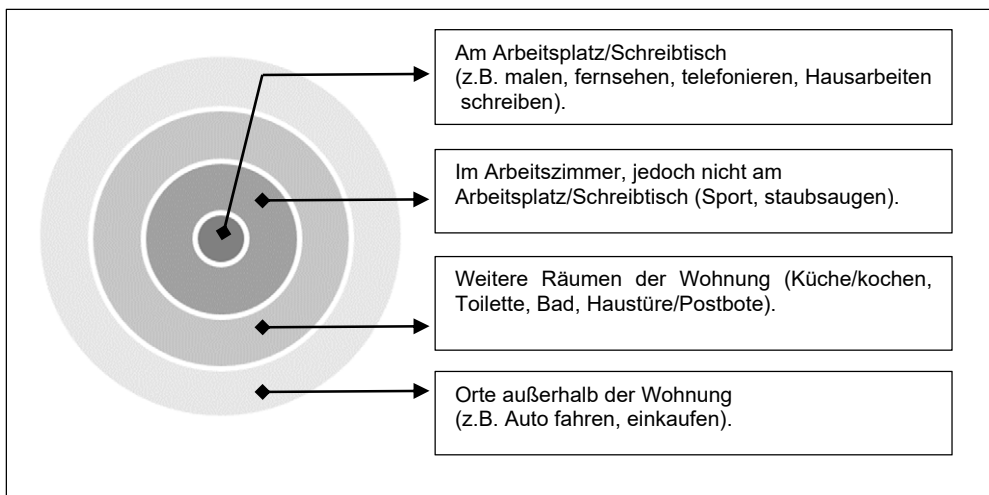 Am Arbeitsplatz/Schreibtisch
(z.B. malen, fernsehen, telefonieren, Hausarbeiten
schreiben).
Im Arbeitszimmer, jedoch nicht am
Arbeitsplatz/Schreibtisch (Sport, staubsaugen).
Weitere Räumen der Wohnung (Küche/kochen,
Toilette, Bad, Haustüre/Postbote).
Orte außerhalb der Wohnung
(z.B. Auto fahren, einkaufen).